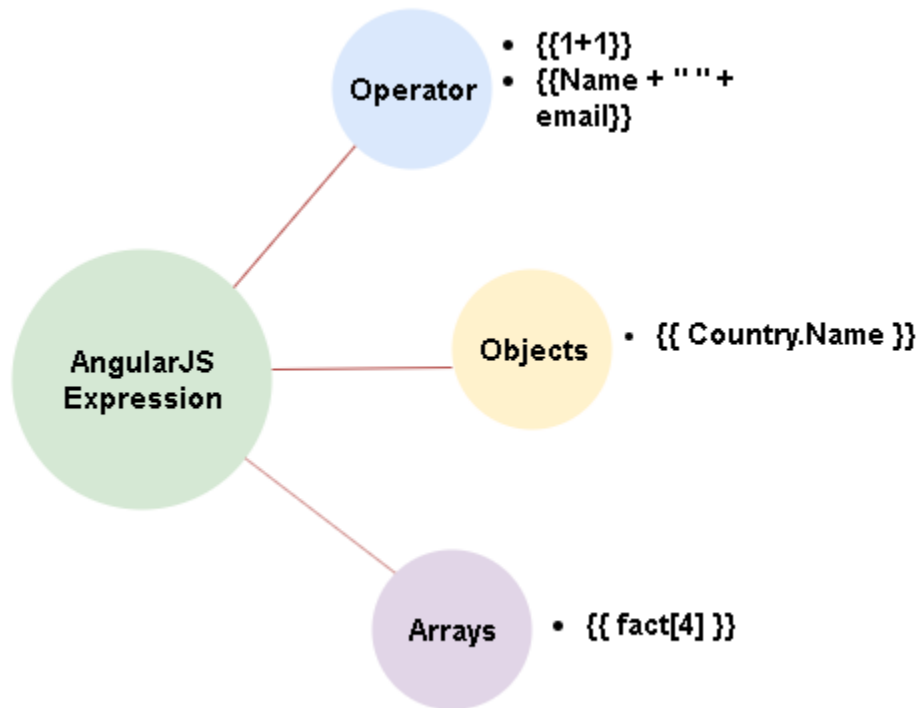 Operator
• {{1+1}}
• {{Name + " " +
email}}
AngularJS
Expression
Objects
• {{ Country.Name }}
Arrays
• {{ fact[4] }}